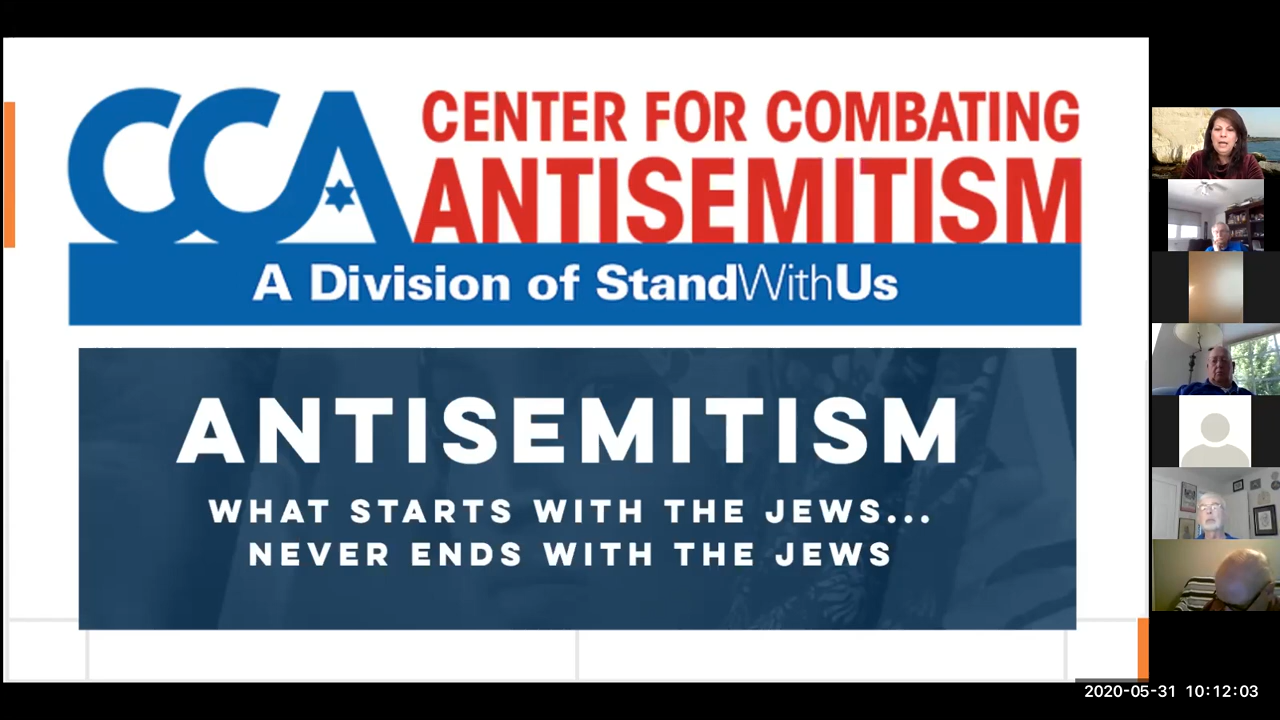 CCA
CENTER FOR COMBATING
ANTISEMITISM
A Division of StandWithUs
ANTISEMITISM
WHAT STARTS WITH THE JEWS...
NEVER ENDS WITH THE JEWS
2020-05-31 10:12:03